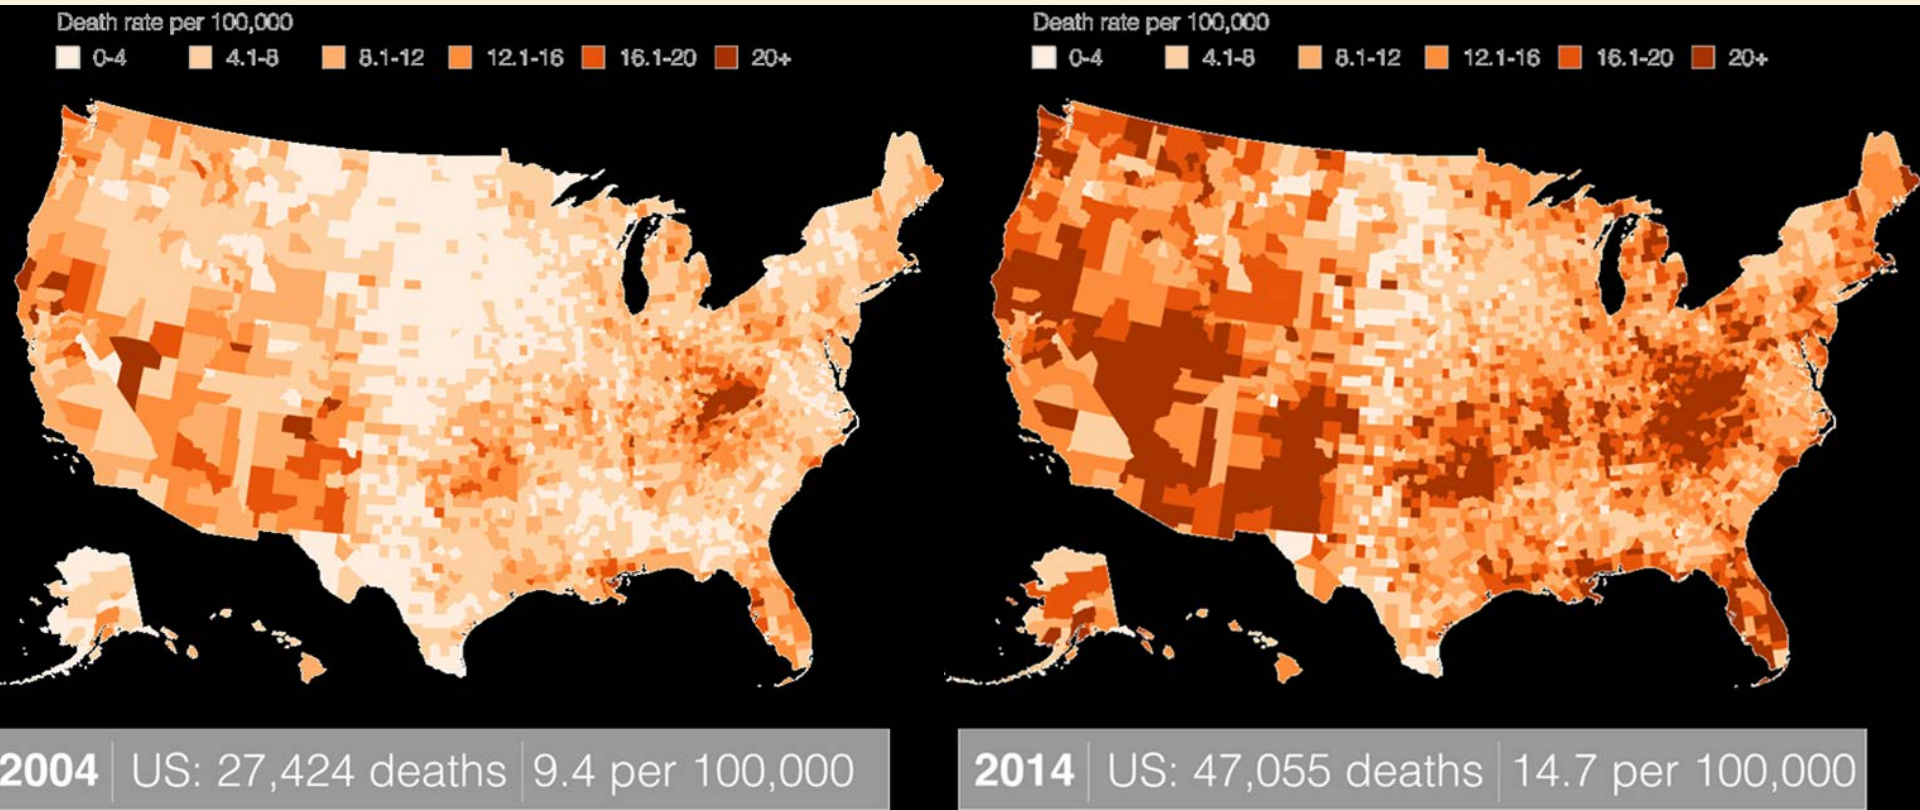 Death rate per 100,000
0-4 4.1-8 8.1-12 12.1-16 16.1-20 20+
Death rate per 100,000
0-4 4.1-8 8.1-12 12.1-16 16.1-20 20+
2004 US: 27,424 deaths 9.4 per 100,000
2014 US: 47,055 deaths 14.7 per 100,000